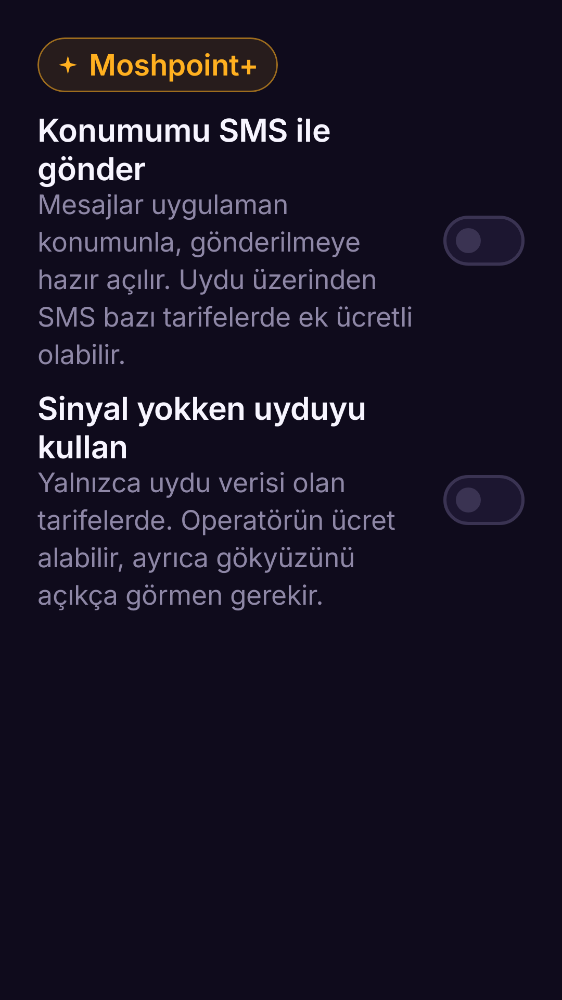 Moshpoint+
Konumumu SMS ile
gönder
Mesajlar uygulaman
konumunla, gönderilmeye
hazır açılır. Uydu üzerinden
SMS bazı tarifelerde ek ücretli
olabilir.
Sinyal yokken uyduyu
kullan
Yalnızca uydu verisi olan
tarifelerde. Operatörün ücret
alabilir, ayrıca gökyüzünü
açıkça görmen gerekir.